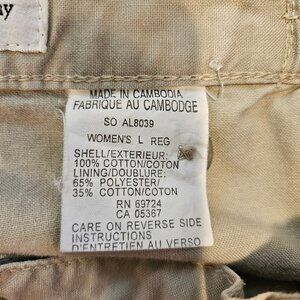 MADE IN CAMBODIA
FABRIQUE AU CAMBODGE
SO AL8039
WOMEN'S L REG
SHELL/EXTERIEUR:
100% COTTON/COTON
LINING/DOUBLURE:
65% POLYESTER/
35% COTTON/COTON
RN 69724
CA 05367
CARE ON REVERSE SIDE
INSTRUCTIONS
D'ENTRETIEN AU VERSO